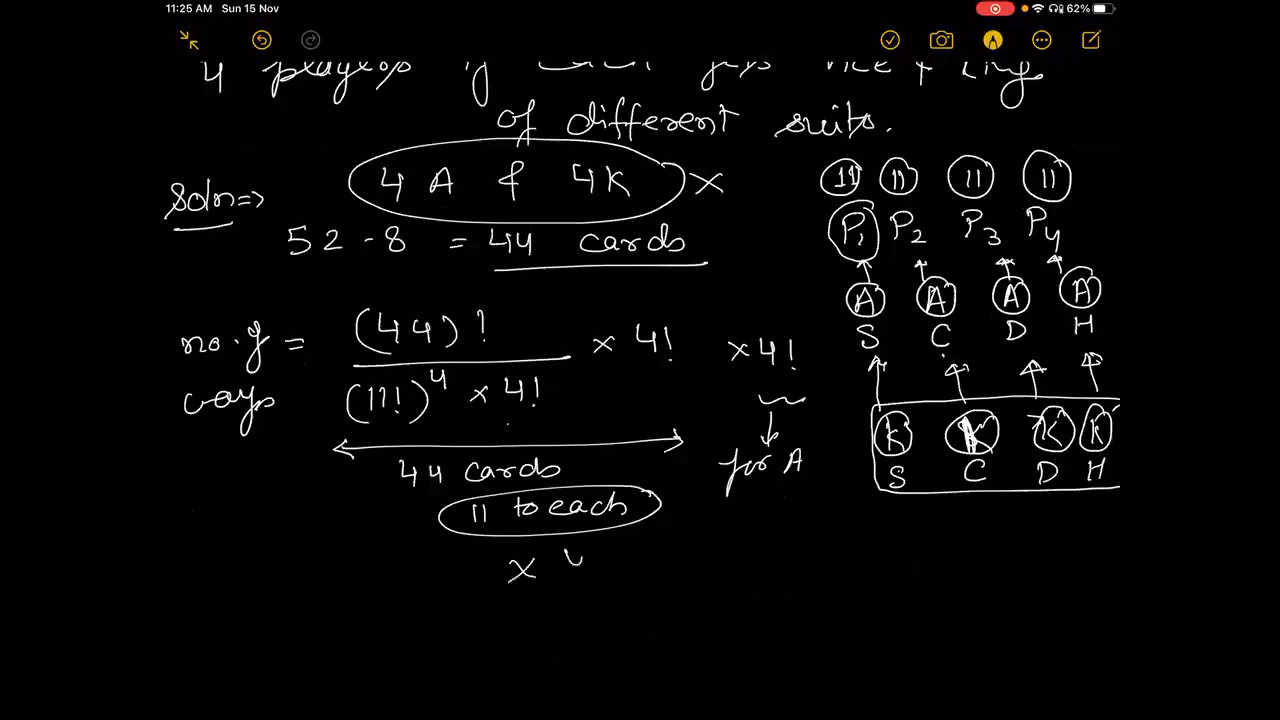 11:25 AM Sun 15 Nov 62%
4
of different suits.
Soln ⇒ 4 A & 4K ×
52 - 8 = 44 cards
no. of ways = (44)! / (11!)^4 × 4! × 4! × 4!
44 cards
for A
11 to each
×
11 11 11 11
P1 P2 P3 P4
A A A A
S C D H
K K K K
S C D H